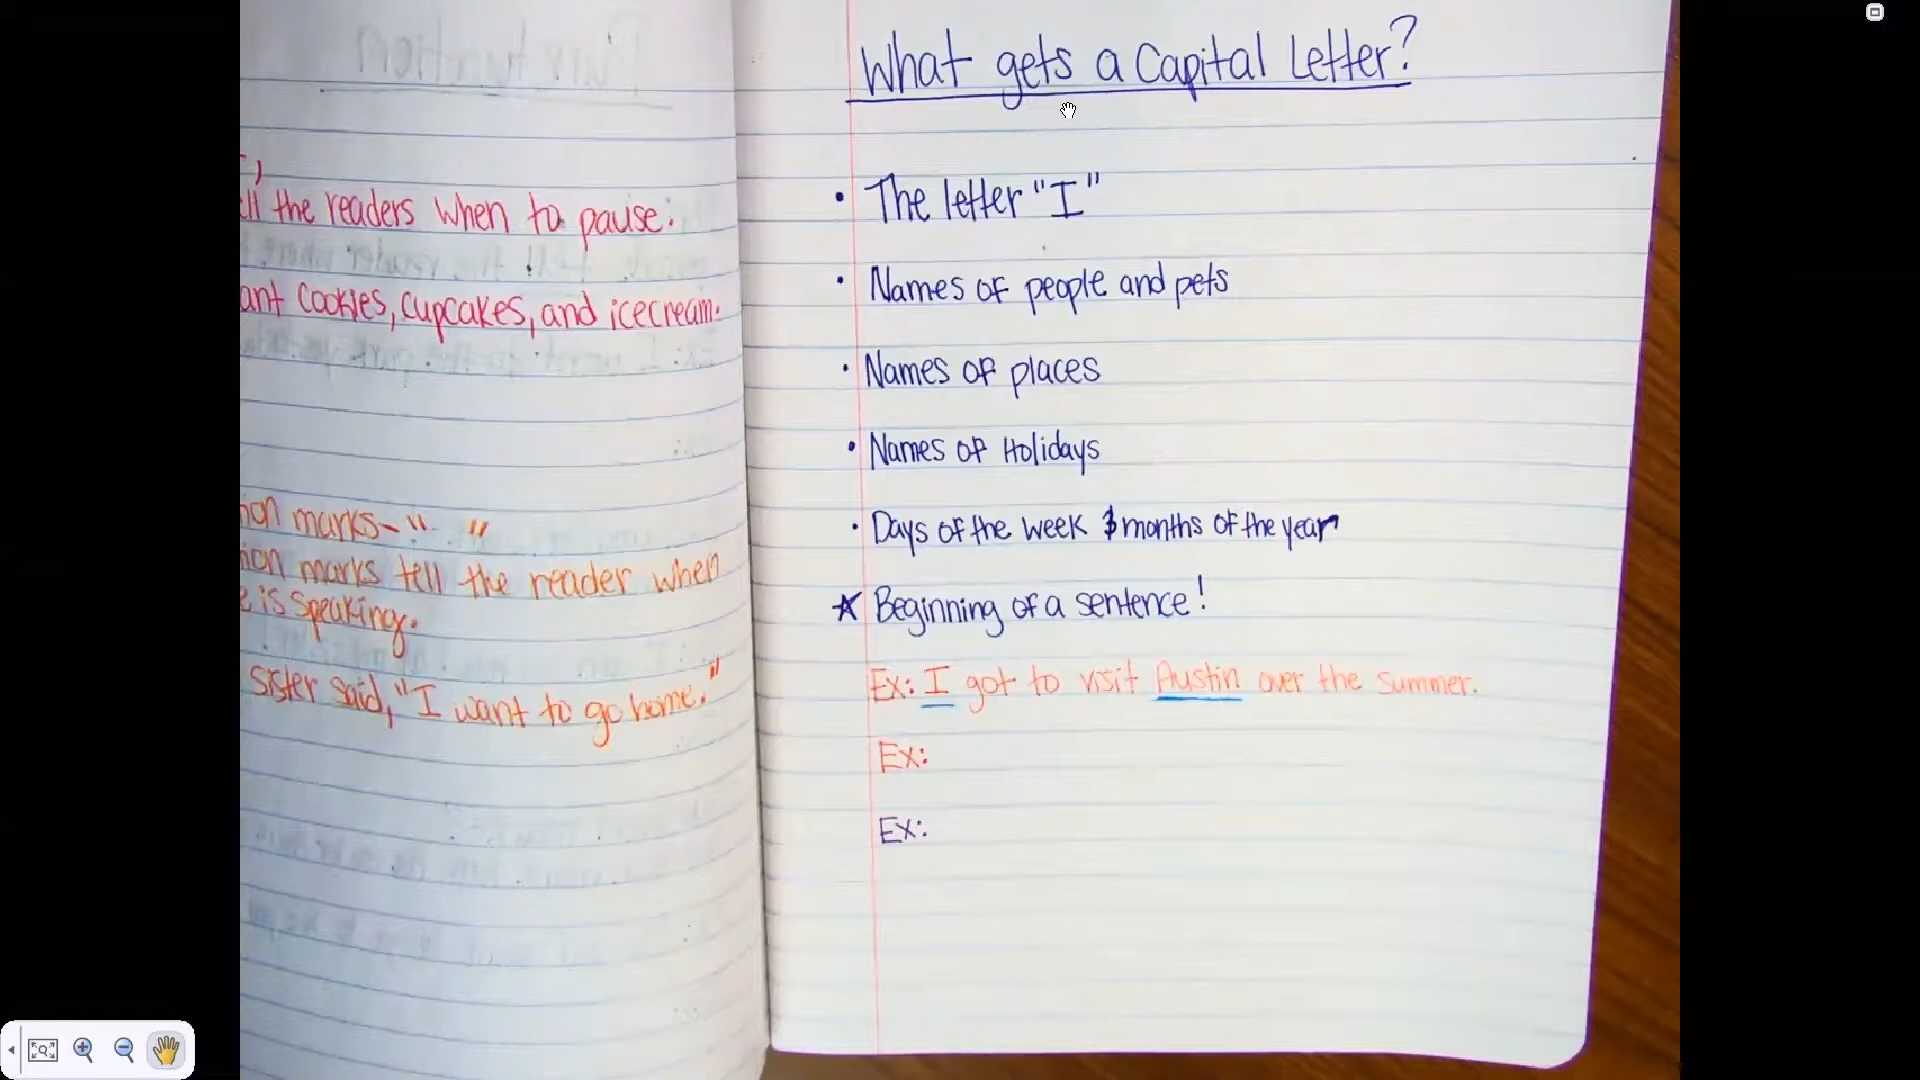 ll the readers when to pause.
ant cookies, cupcakes, and icecream.
ion marks- " "
ion marks tell the reader when
e is speaking.
sister said, "I want to go home."
What gets a Capital Letter?
• The letter "I"
• Names of people and pets
• Names of places
• Names of Holidays
• Days of the week & months of the year
★ Beginning of a sentence!
Ex: I got to visit Austin over the summer.
Ex:
Ex: